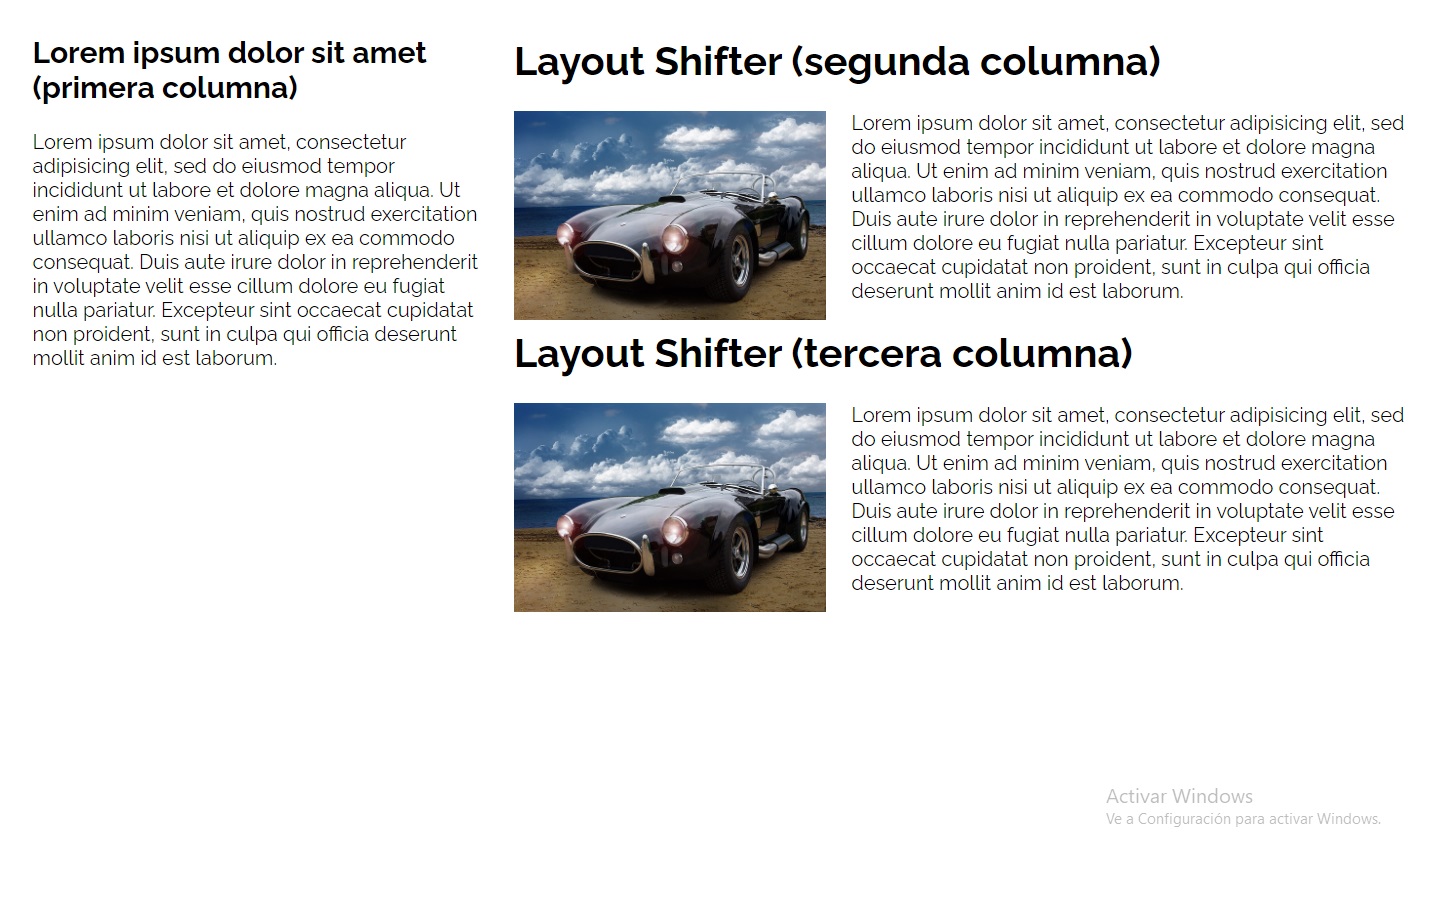 Lorem ipsum dolor sit amet
(primera columna)
Lorem ipsum dolor sit amet, consectetur
adipisicing elit, sed do eiusmod tempor
incididunt ut labore et dolore magna aliqua. Ut
enim ad minim veniam, quis nostrud exercitation
ullamco laboris nisi ut aliquip ex ea commodo
consequat. Duis aute irure dolor in reprehenderit
in voluptate velit esse cillum dolore eu fugiat
nulla pariatur. Excepteur sint occaecat cupidatat
non proident, sunt in culpa qui officia deserunt
mollit anim id est laborum.
Layout Shifter (segunda columna)
Lorem ipsum dolor sit amet, consectetur adipisicing elit, sed
do eiusmod tempor incididunt ut labore et dolore magna
aliqua. Ut enim ad minim veniam, quis nostrud exercitation
ullamco laboris nisi ut aliquip ex ea commodo consequat.
Duis aute irure dolor in reprehenderit in voluptate velit esse
cillum dolore eu fugiat nulla pariatur. Excepteur sint
occaecat cupidatat non proident, sunt in culpa qui officia
deserunt mollit anim id est laborum.
Layout Shifter (tercera columna)
Lorem ipsum dolor sit amet, consectetur adipisicing elit, sed
do eiusmod tempor incididunt ut labore et dolore magna
aliqua. Ut enim ad minim veniam, quis nostrud exercitation
ullamco laboris nisi ut aliquip ex ea commodo consequat.
Duis aute irure dolor in reprehenderit in voluptate velit esse
cillum dolore eu fugiat nulla pariatur. Excepteur sint
occaecat cupidatat non proident, sunt in culpa qui officia
deserunt mollit anim id est laborum.
Activar Windows
Ve a Configuración para activar Windows.